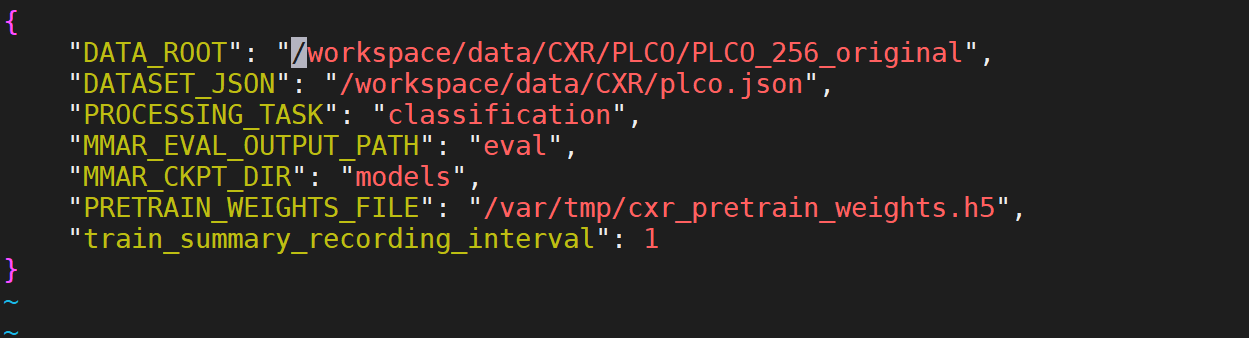 {
    "DATA_ROOT": "/workspace/data/CXR/PLCO/PLCO_256_original",
    "DATASET_JSON": "/workspace/data/CXR/plco.json",
    "PROCESSING_TASK": "classification",
    "MMAR_EVAL_OUTPUT_PATH": "eval",
    "MMAR_CKPT_DIR": "models",
    "PRETRAIN_WEIGHTS_FILE": "/var/tmp/cxr_pretrain_weights.h5",
    "train_summary_recording_interval": 1
}
~
~